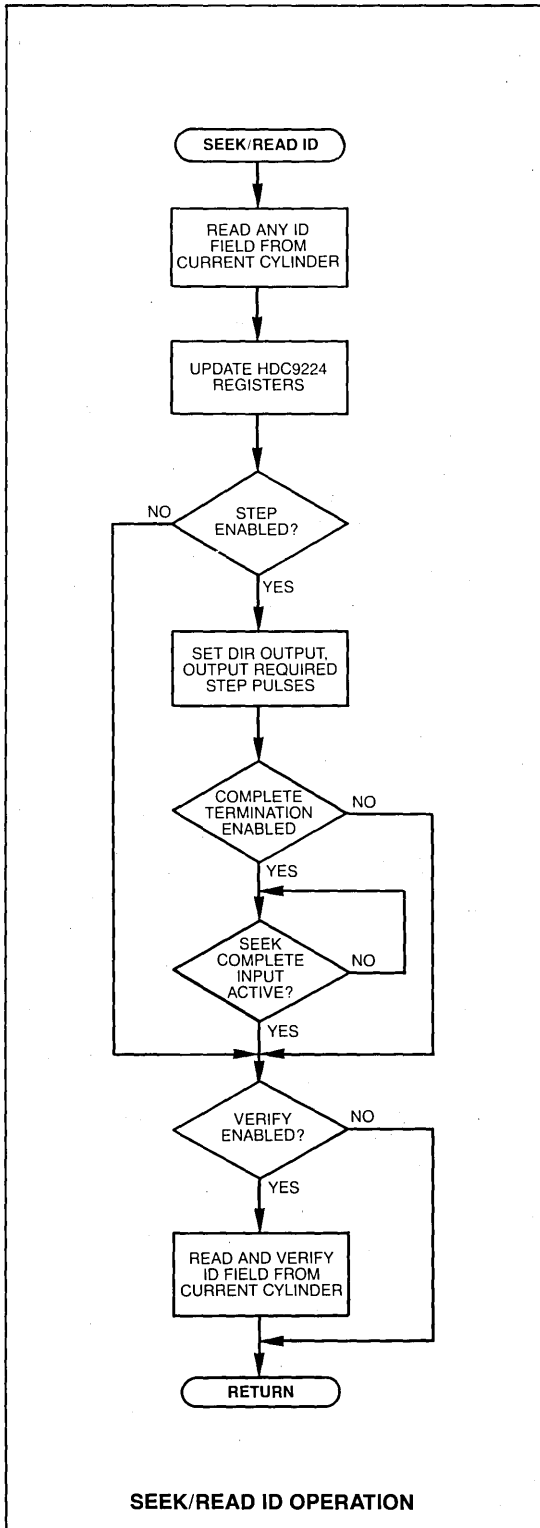 SEEK/READ ID
READ ANY ID
FIELD FROM
CURRENT CYLINDER
UPDATE HDC9224
REGISTERS
STEP
ENABLED?
NO
YES
SET DIR OUTPUT,
OUTPUT REQUIRED
STEP PULSES
COMPLETE
TERMINATION
ENABLED
NO
YES
SEEK
COMPLETE
INPUT
ACTIVE?
NO
YES
VERIFY
ENABLED?
NO
YES
READ AND VERIFY
ID FIELD FROM
CURRENT CYLINDER
RETURN
SEEK/READ ID OPERATION